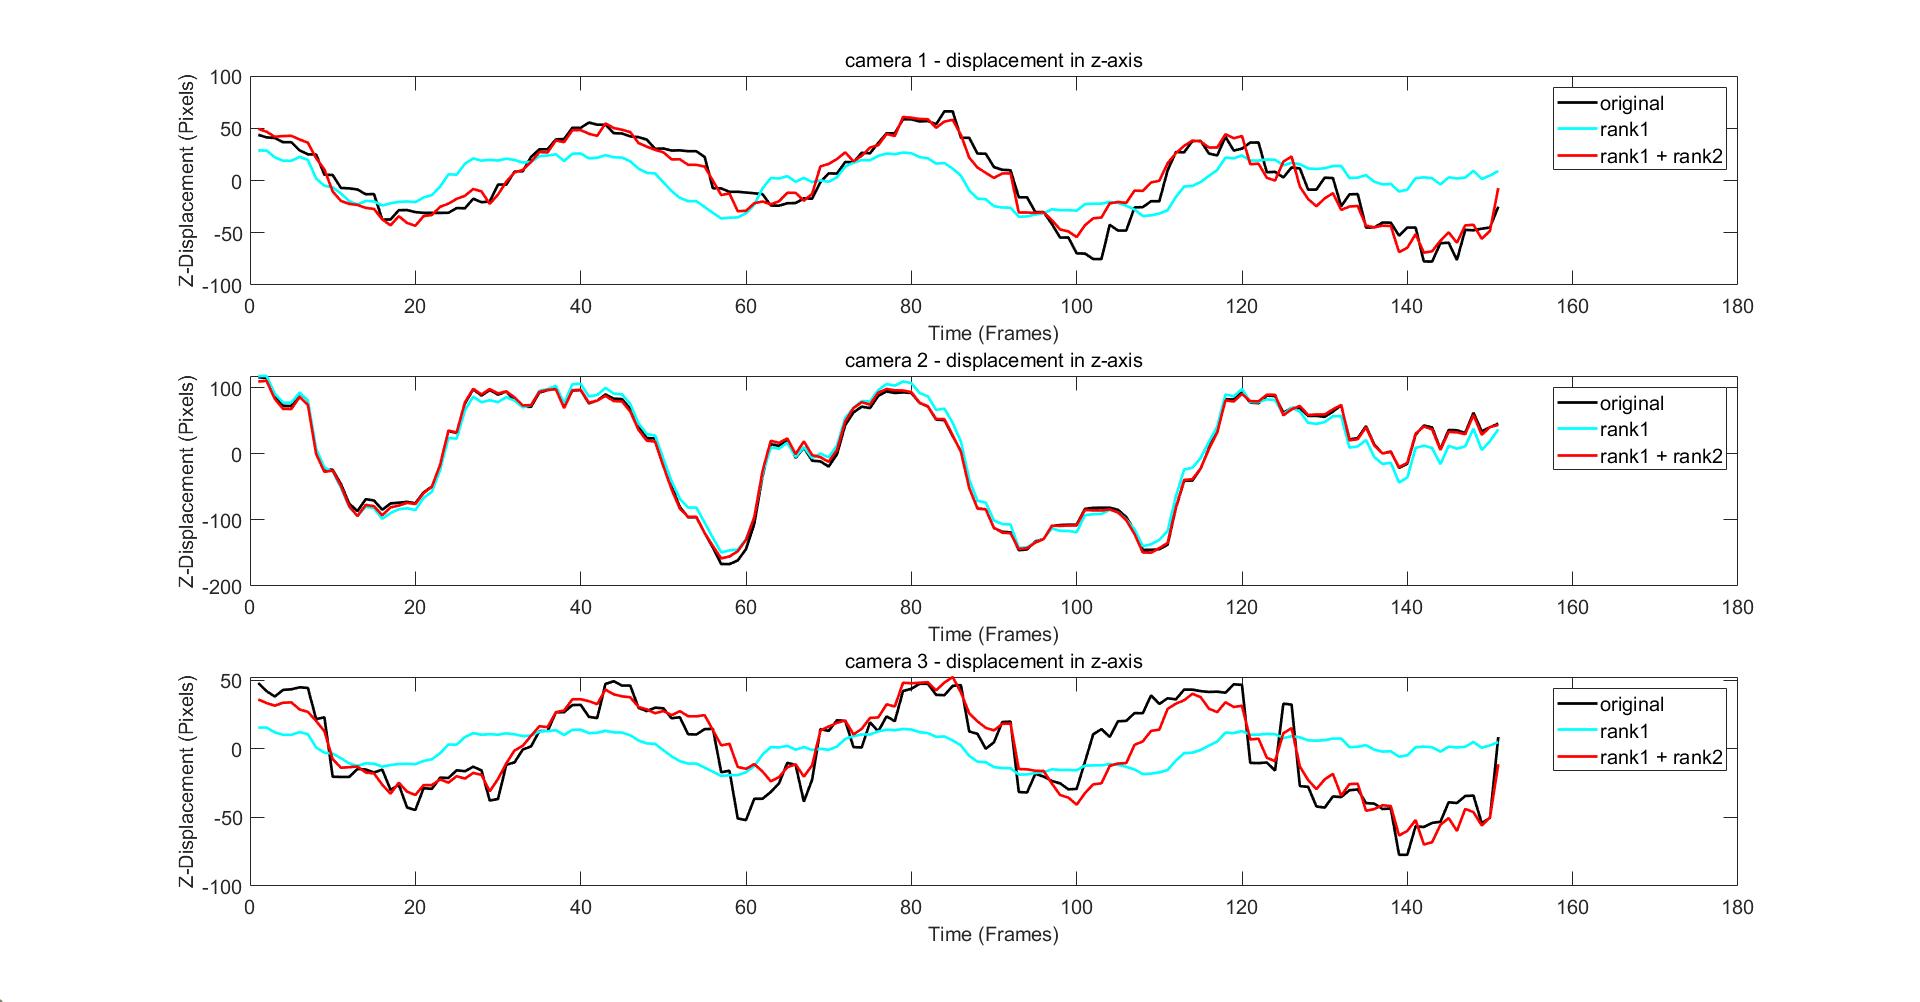 camera 1 - displacement in z-axis
Z-Displacement (Pixels)
100
50
0
-50
-100
0 20 40 60 80 100 120 140 160 180
Time (Frames)
original
rank1
rank1 + rank2
camera 2 - displacement in z-axis
Z-Displacement (Pixels)
100
0
-100
-200
0 20 40 60 80 100 120 140 160 180
Time (Frames)
original
rank1
rank1 + rank2
camera 3 - displacement in z-axis
Z-Displacement (Pixels)
50
0
-50
-100
0 20 40 60 80 100 120 140 160 180
Time (Frames)
original
rank1
rank1 + rank2